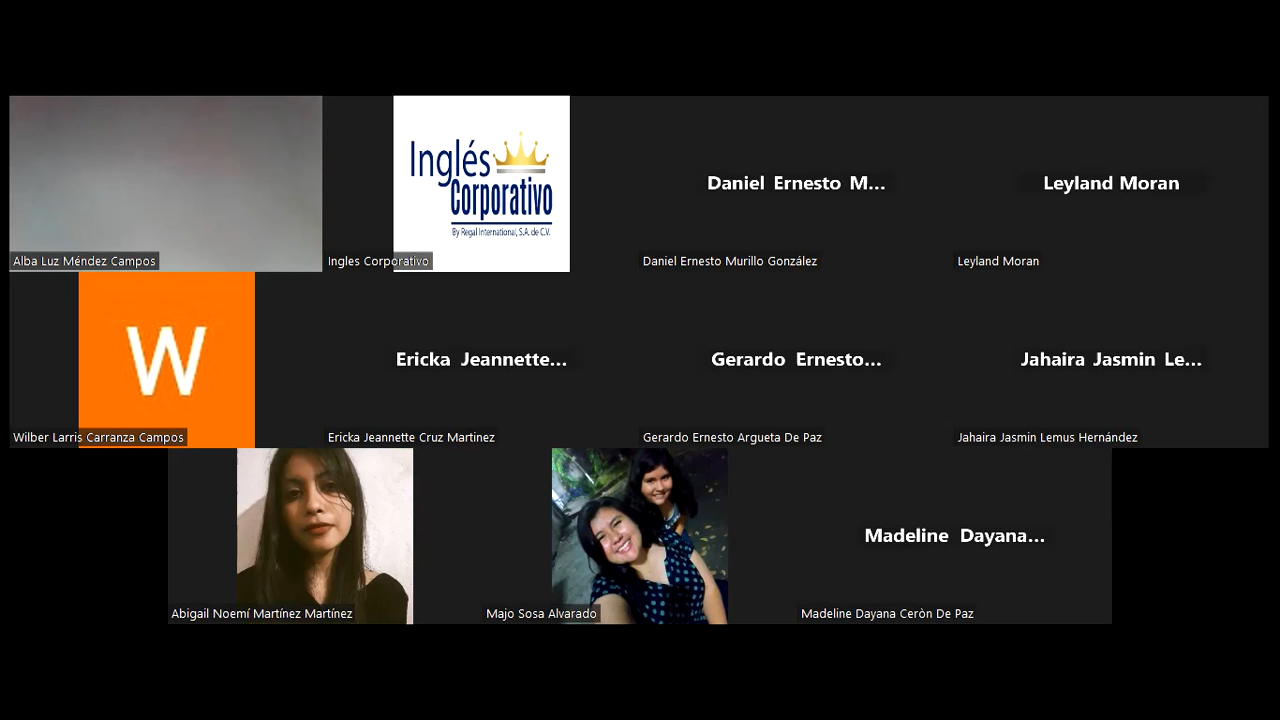 Inglés
Corporativo
By Regal International, S.A. de C.V.
Daniel Ernesto M...
Leyland Moran
Alba Luz Méndez Campos
Ingles Corporativo
Daniel Ernesto Murillo González
Leyland Moran
W
Ericka Jeannette...
Gerardo Ernesto...
Jahaira Jasmin Le...
Wilber Larris Carranza Campos
Ericka Jeannette Cruz Martinez
Gerardo Ernesto Argueta De Paz
Jahaira Jasmin Lemus Hernández
Madeline Dayana...
Abigail Noemí Martínez Martínez
Majo Sosa Alvarado
Madeline Dayana Ceròn De Paz